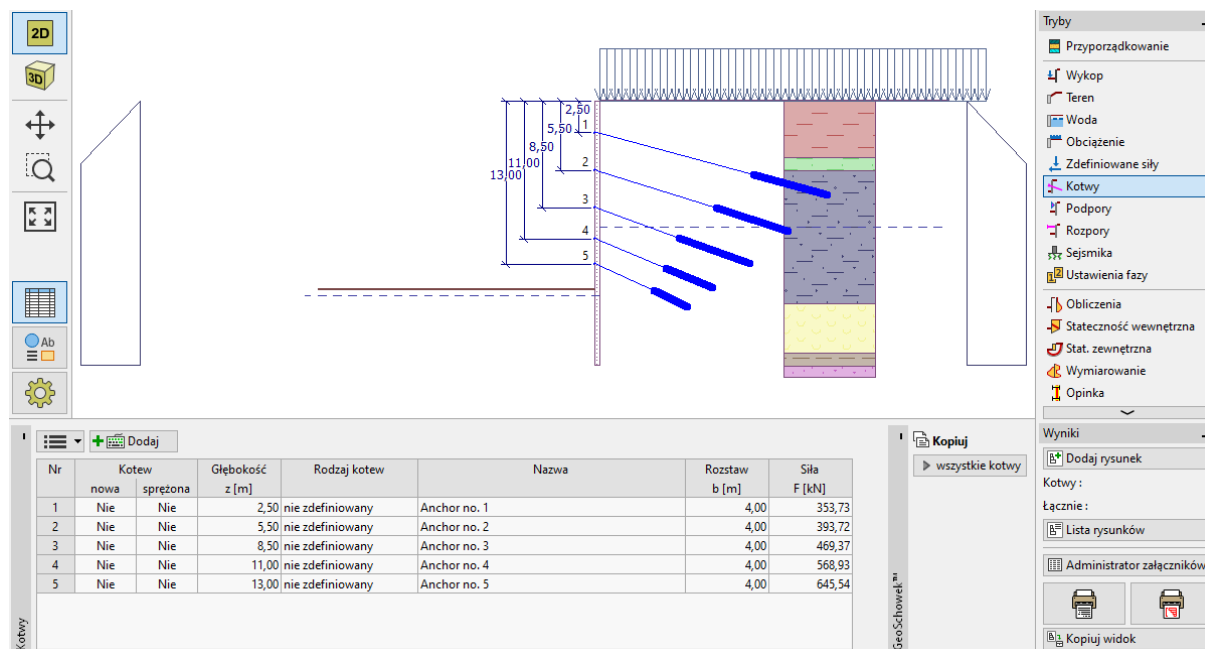 2D
3D
Ab
2,50
1
5,50
2
8,50
11,00
13,00
3
4
5
Tryby
Przyporządkowanie
Wykop
Teren
Woda
Obciążenie
Zdefiniowane siły
Kotwy
Podpory
Rozpory
Sejsmika
Ustawienia fazy
Obliczenia
Stateczność wewnętrzna
Stat. zewnętrzna
Wymiarowanie
Opinka
Dodaj
Nr Kotew Głębokość Rodzaj kotew Nazwa Rozstaw Siła
nowa sprężona z [m] b [m] F [kN]
1 Nie Nie 2,50 nie zdefiniowany Anchor no. 1 4,00 353,73
2 Nie Nie 5,50 nie zdefiniowany Anchor no. 2 4,00 393,72
3 Nie Nie 8,50 nie zdefiniowany Anchor no. 3 4,00 469,37
4 Nie Nie 11,00 nie zdefiniowany Anchor no. 4 4,00 568,93
5 Nie Nie 13,00 nie zdefiniowany Anchor no. 5 4,00 645,54
Kotwy
Kopiuj
wszystkie kotwy
GeoSchowek™
Wyniki
Dodaj rysunek
Kotwy :
Łącznie :
Lista rysunków
Administrator załączników
Kopiuj widok